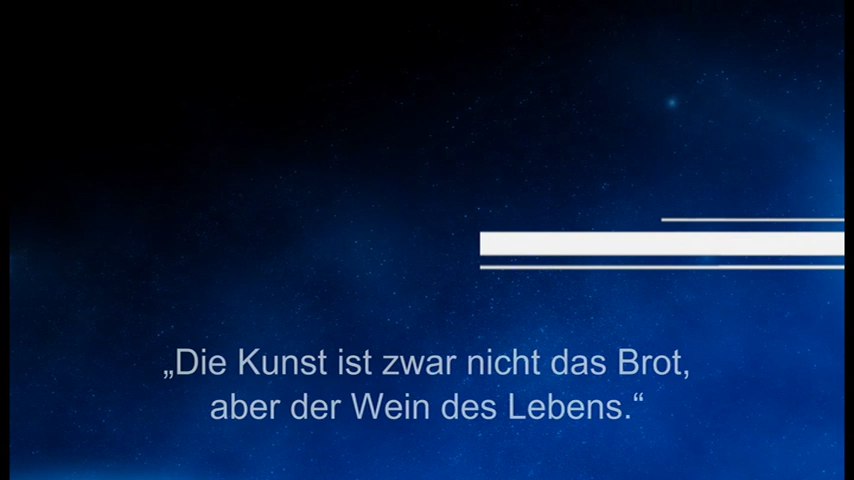 „Die Kunst ist zwar nicht das Brot,
aber der Wein des Lebens.“